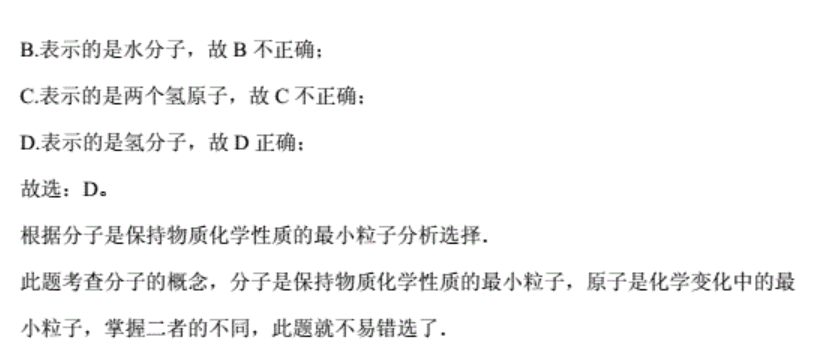 B.表示的是水分子，故 B 不正确；
C.表示的是两个氢原子，故 C 不正确；
D.表示的是氢分子，故 D 正确；
故选：D。
根据分子是保持物质化学性质的最小粒子分析选择．
此题考查分子的概念，分子是保持物质化学性质的最小粒子，原子是化学变化中的最
小粒子，掌握二者的不同，此题就不易错选了．